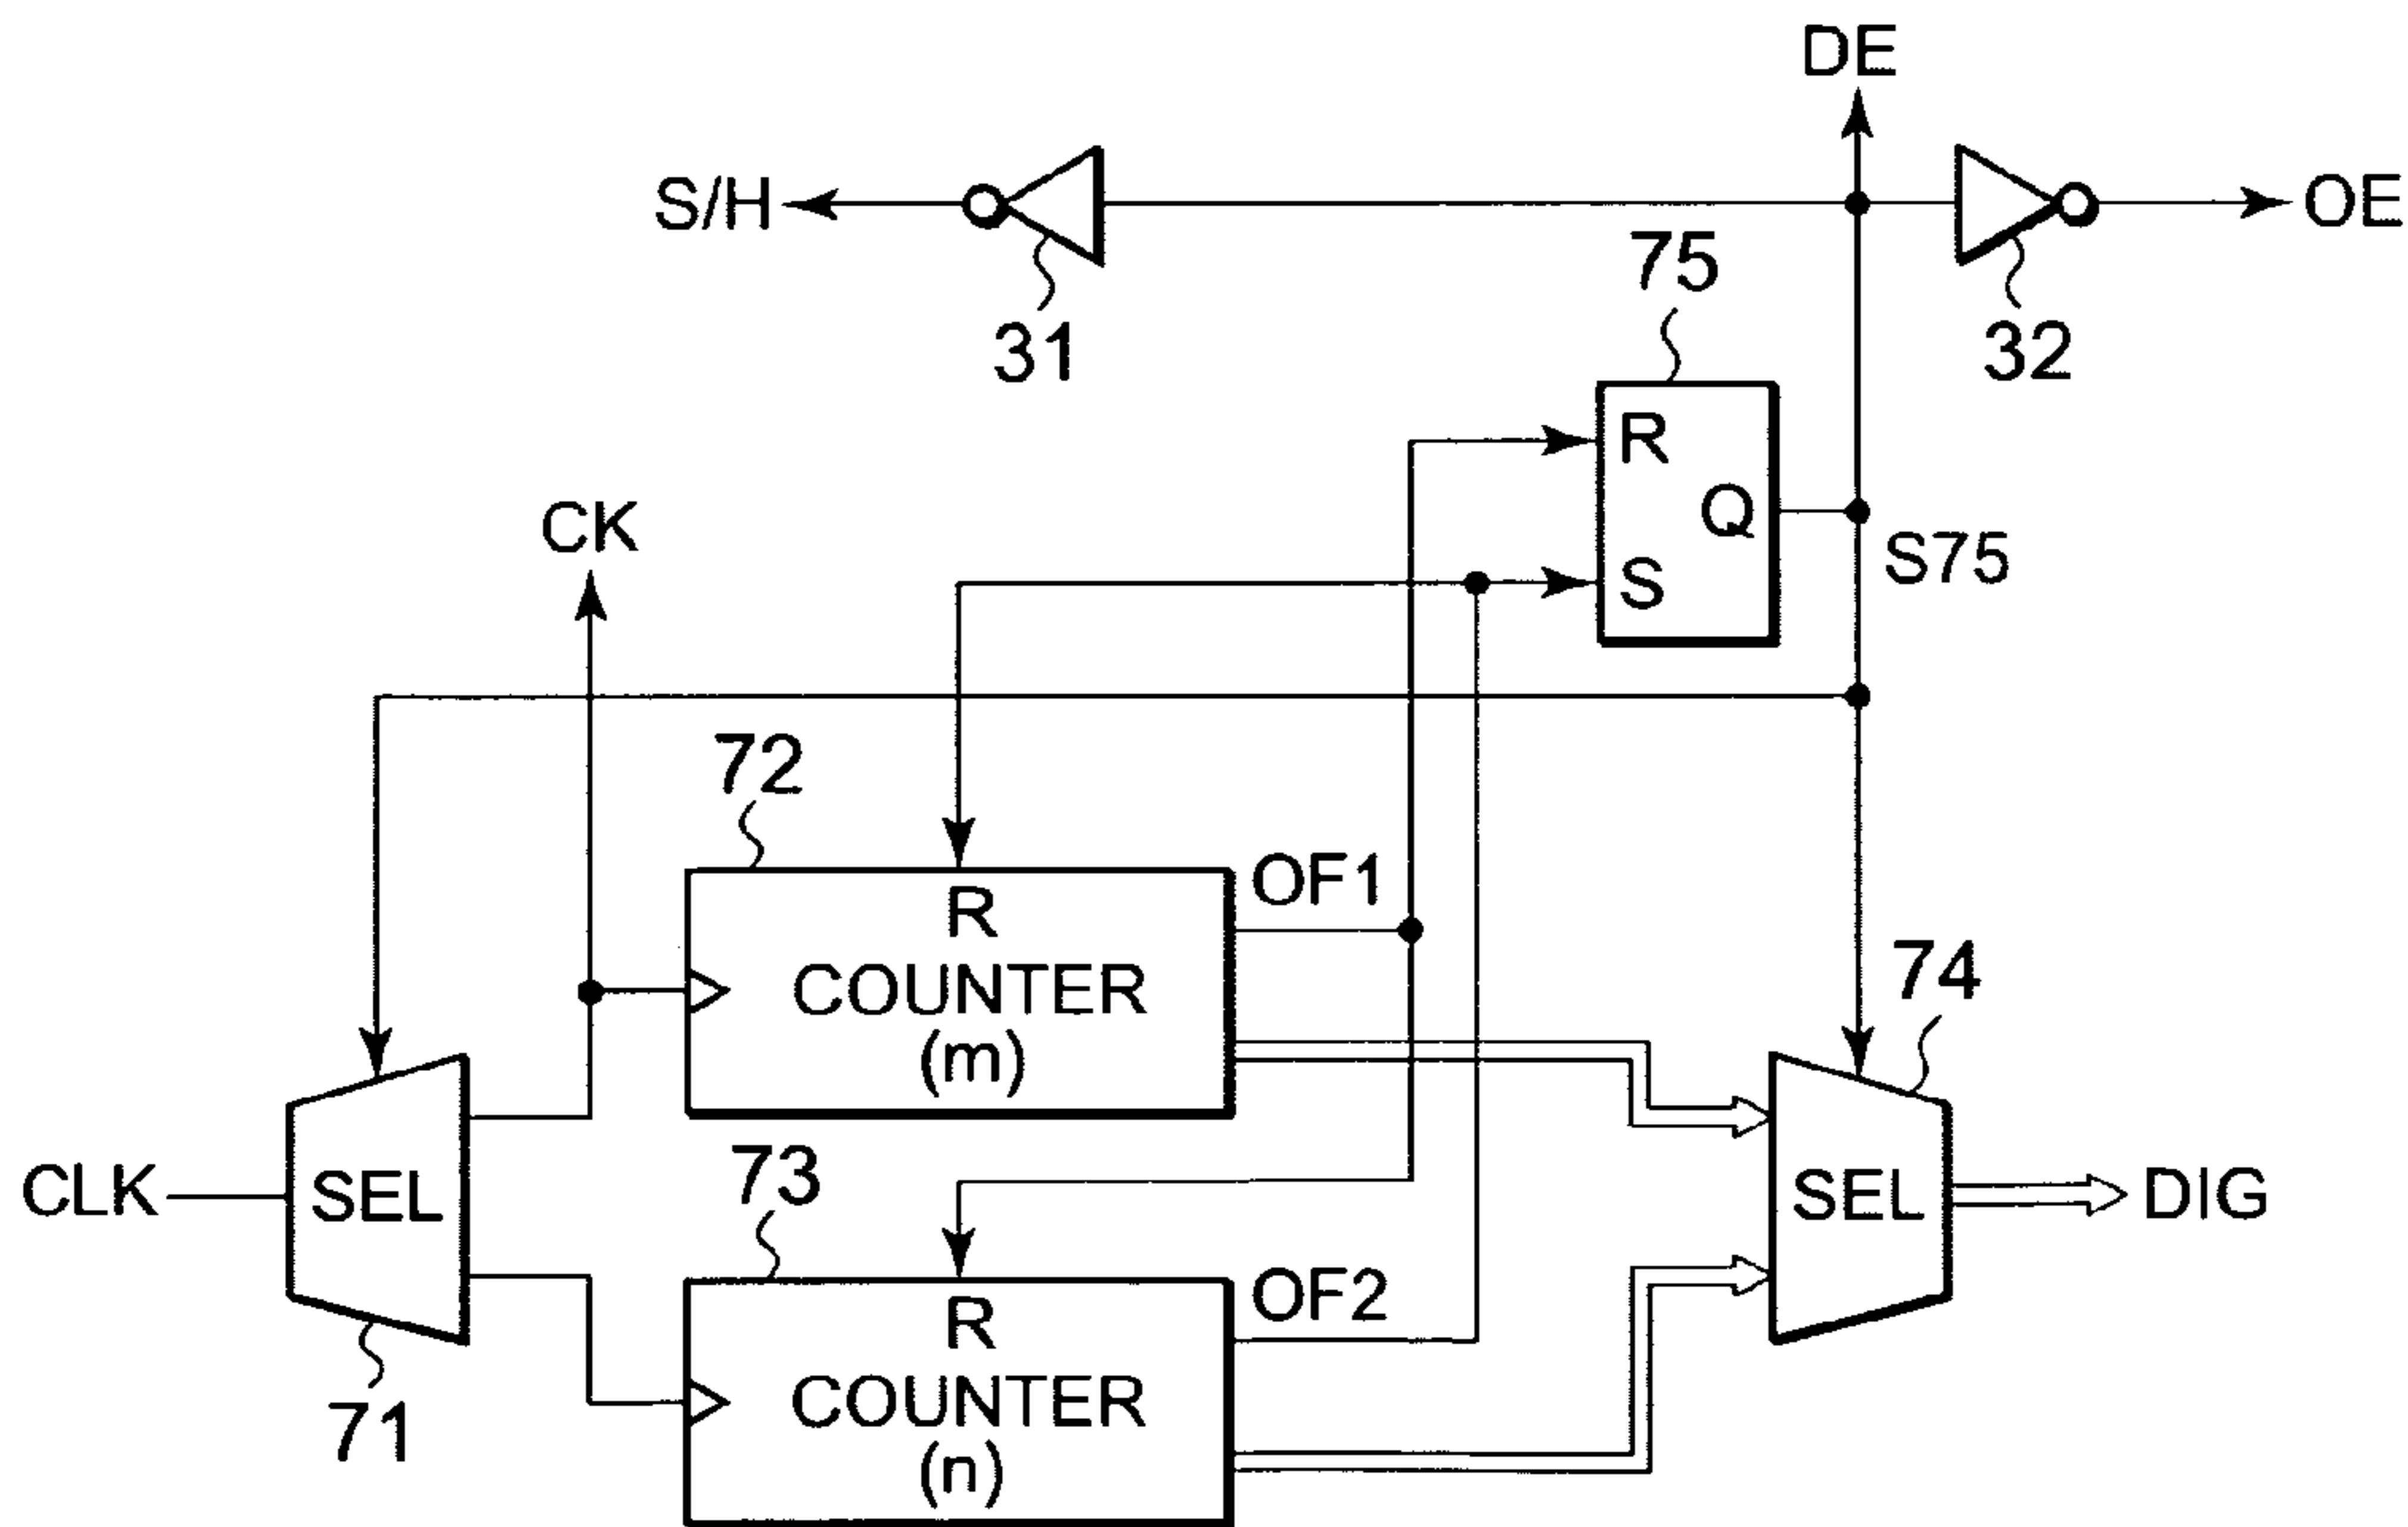 DE
S/H
OE
31
75
32
R
Q
S
CK
S75
72
OF1
R
COUNTER
(m)
74
CLK
SEL
73
SEL
DIG
OF2
R
COUNTER
(n)
71